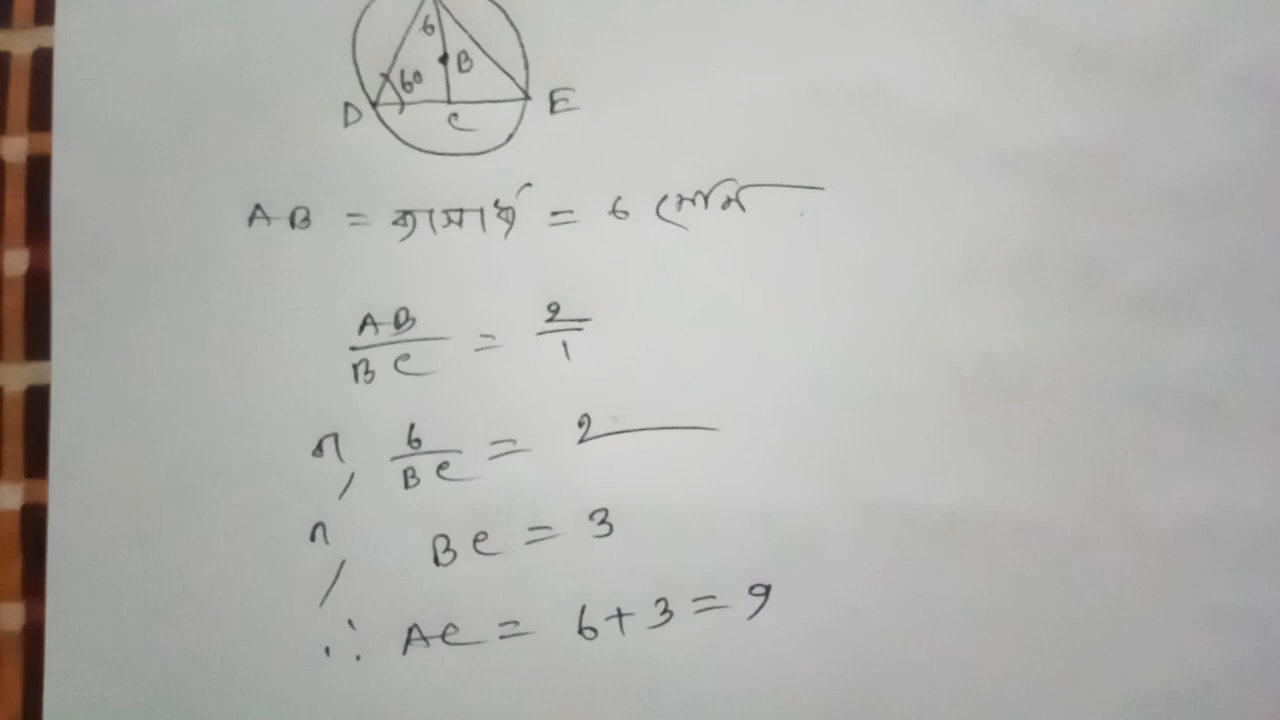 6
60
B
D
C
E
AB = ব্যাসার্ধ = 6 সেমি
AB/BC = 2/1
বা, 6/BC = 2
বা, BC = 3
∴ AC = 6+3 = 9